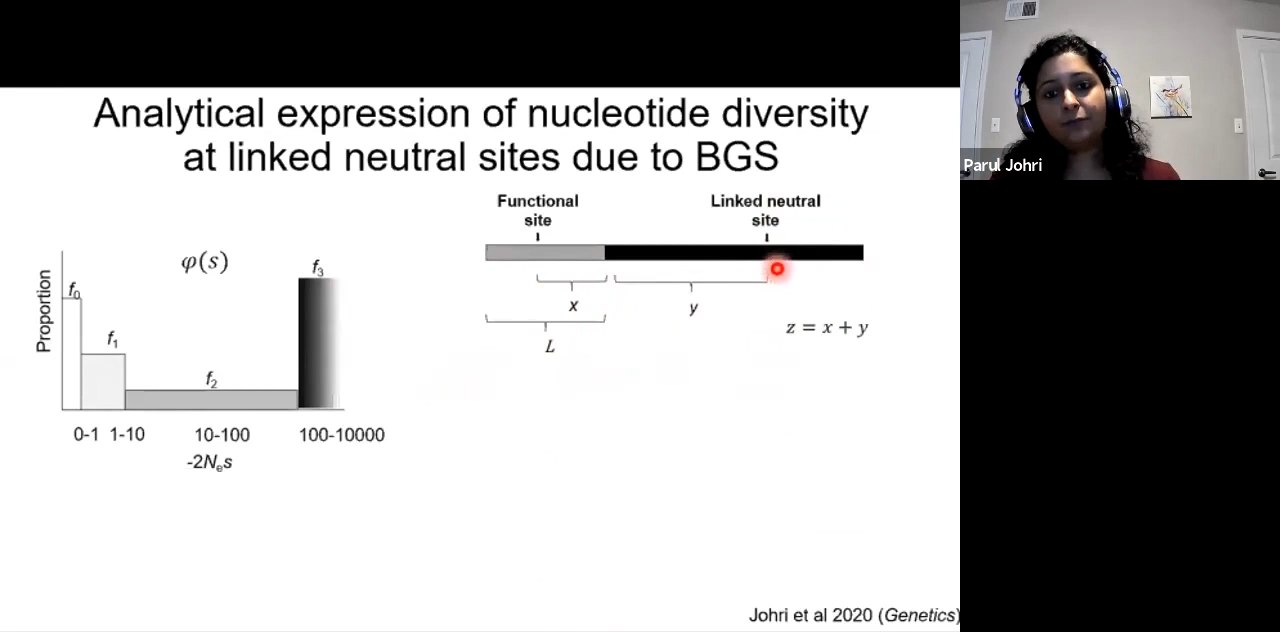 Analytical expression of nucleotide diversity
at linked neutral sites due to BGS
Parul Johri
Functional
site
Linked neutral
site
φ(s)
Proportion
f0
f1
f2
f3
x
y
z = x + y
L
0-1 1-10 10-100 100-10000
-2Nes
Johri et al 2020 (Genetics)